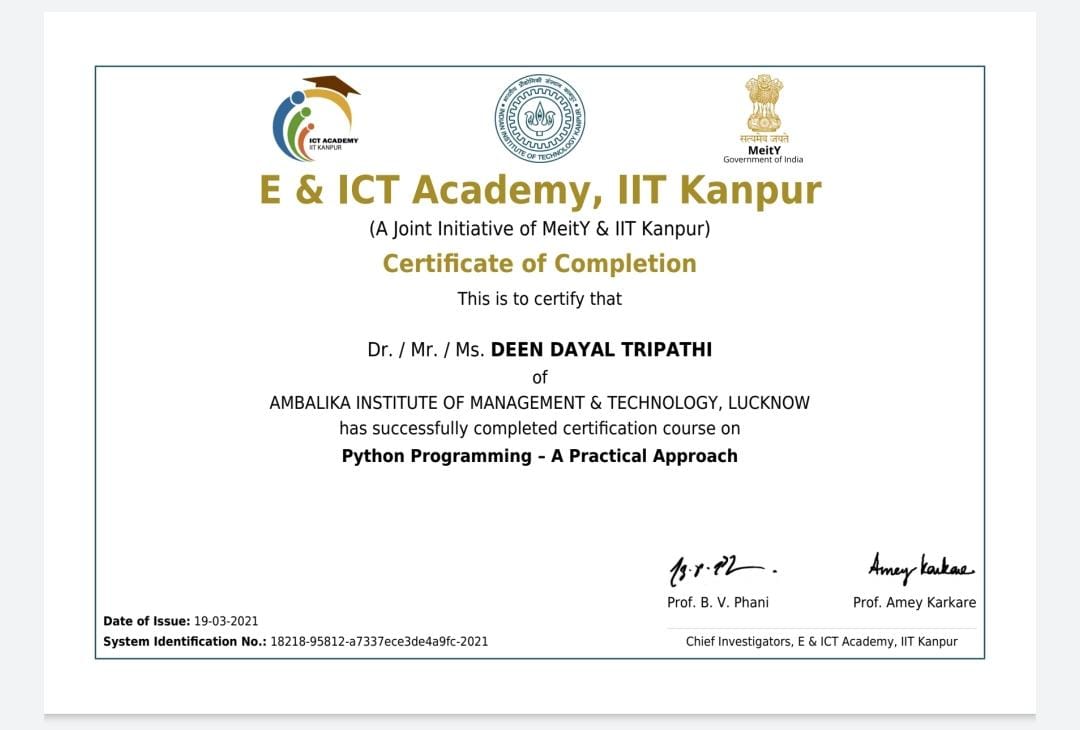 ICT ACADEMY
IIT KANPUR
भारतीय प्रौद्योगिकी संस्थान कानपुर
INDIAN INSTITUTE OF TECHNOLOGY KANPUR
सत्यमेव जयते
MeitY
Government of India
E & ICT Academy, IIT Kanpur
(A Joint Initiative of MeitY & IIT Kanpur)
Certificate of Completion
This is to certify that
Dr. / Mr. / Ms. DEEN DAYAL TRIPATHI
of
AMBALIKA INSTITUTE OF MANAGEMENT & TECHNOLOGY, LUCKNOW
has successfully completed certification course on
Python Programming – A Practical Approach
Amey Karkare
Prof. B. V. Phani
Prof. Amey Karkare
Date of Issue: 19-03-2021
System Identification No.: 18218-95812-a7337ece3de4a9fc-2021
Chief Investigators, E & ICT Academy, IIT Kanpur